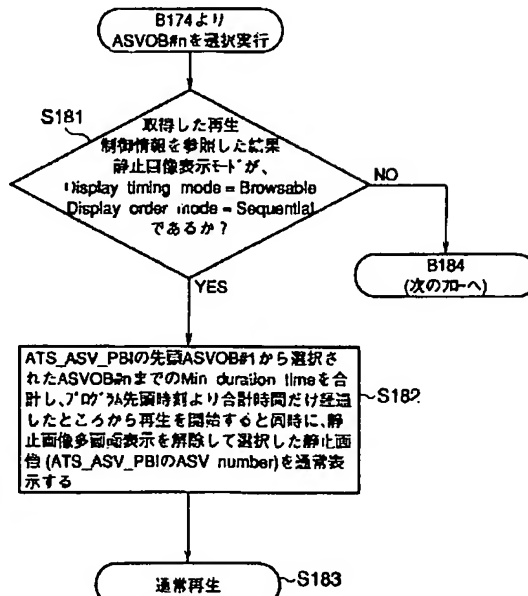 B174より
ASVOB#nを選択実行
S181
取得した再生
制御情報を参照した結果
静止画像表示モードが、
Display timing mode = Browsable
Display order mode = Sequential
であるか?
NO
B184
(次のフローへ)
YES
ATS_ASV_PBIの先頭ASVOB#1から選択さ
れたASVOB#nまでのMin duration timeを合
計し、プログラム先頭時刻より合計時間だけ経過
したところから再生を開始すると同時に、静
止画像多画面表示を解除して選択した静止画
像(ATS_ASV_PBIのASV number)を通常表
示する
S182
通常再生
S183